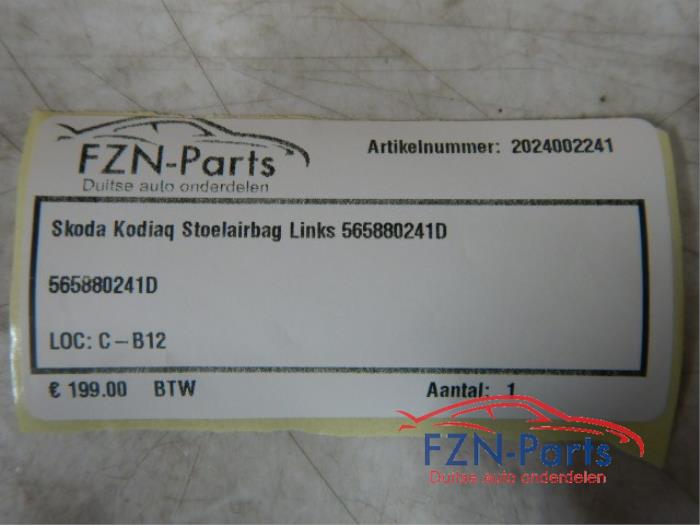 FZN-Parts
Duitse auto onderdelen
Artikelnummer: 2024002241
Skoda Kodiaq Stoelairbag Links 565880241D
565880241D
LOC: C-B12
€ 199.00 BTW
Aantal: 1
FZN-Parts
Duitse auto onderdelen